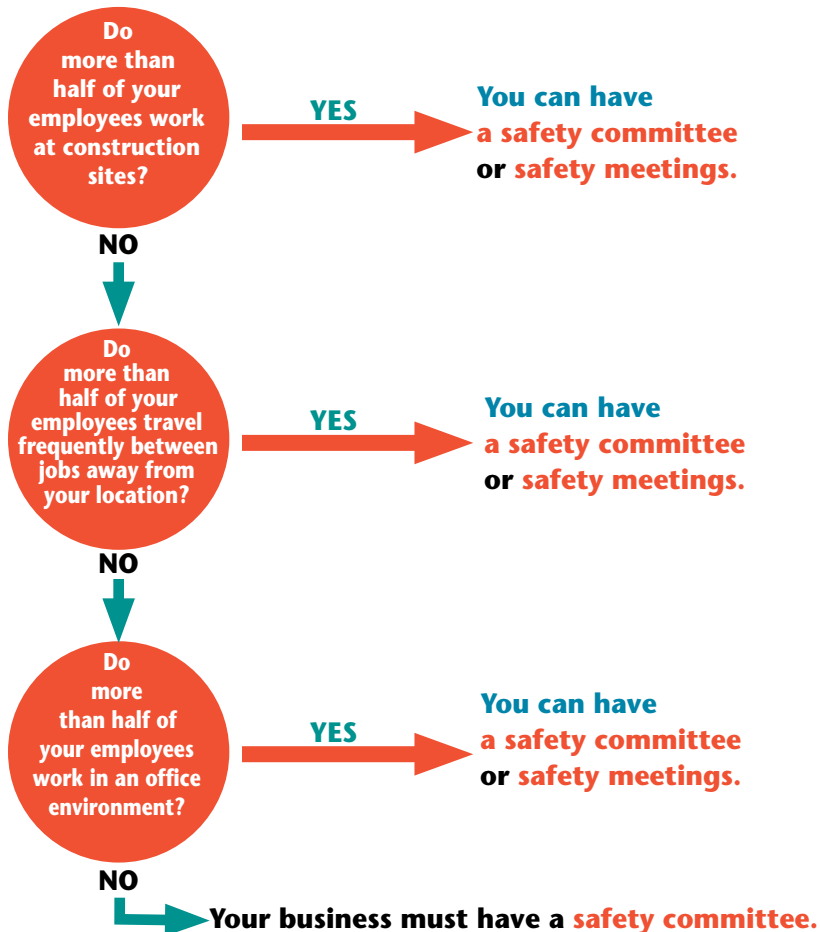 Do
more than
half of your
employees work
at construction
sites?
YES
You can have
a safety committee
or safety meetings.
NO
Do
more than
half of your
employees travel
frequently between
jobs away from
your location?
YES
You can have
a safety committee
or safety meetings.
NO
Do
more
than half of
your employees
work in an office
environment?
YES
You can have
a safety committee
or safety meetings.
NO
Your business must have a safety committee.